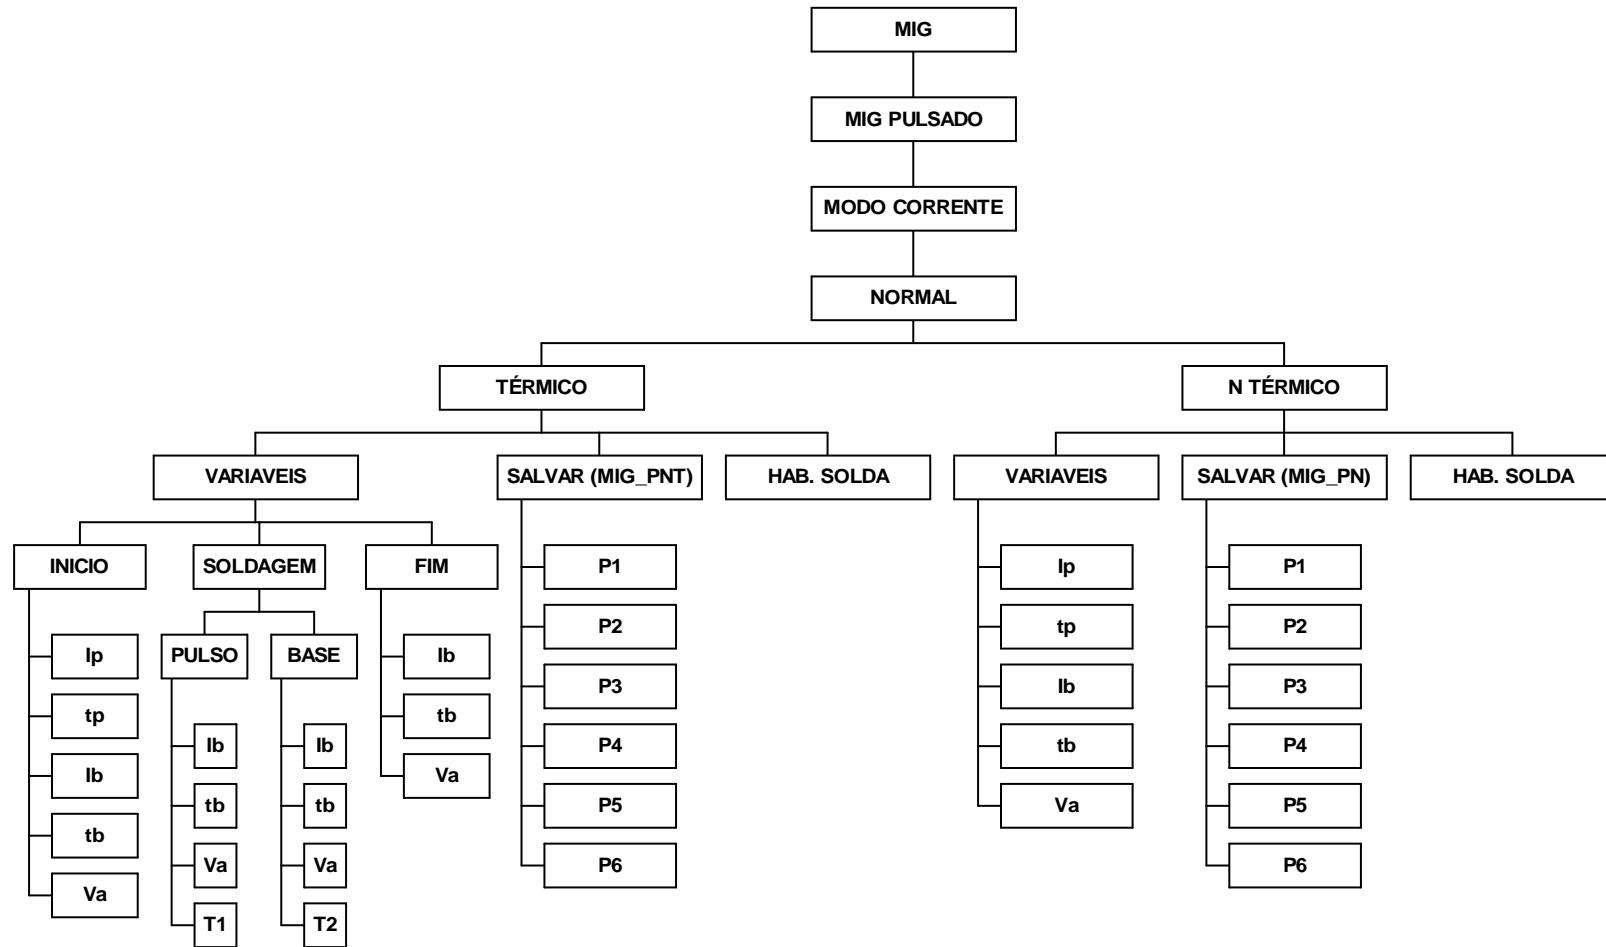 MIG
MIG PULSADO
MODO CORRENTE
NORMAL
TÉRMICO
N TÉRMICO
VARIAVEIS
SALVAR (MIG_PNT)
HAB. SOLDA
VARIAVEIS
SALVAR (MIG_PN)
HAB. SOLDA
INICIO
SOLDAGEM
FIM
Ip
tp
Ib
tb
Va
PULSO
Ib
tb
Va
T1
BASE
Ib
tb
Va
T2
Ib
tb
Va
P1
P2
P3
P4
P5
P6
Ip
tp
Ib
tb
Va
P1
P2
P3
P4
P5
P6